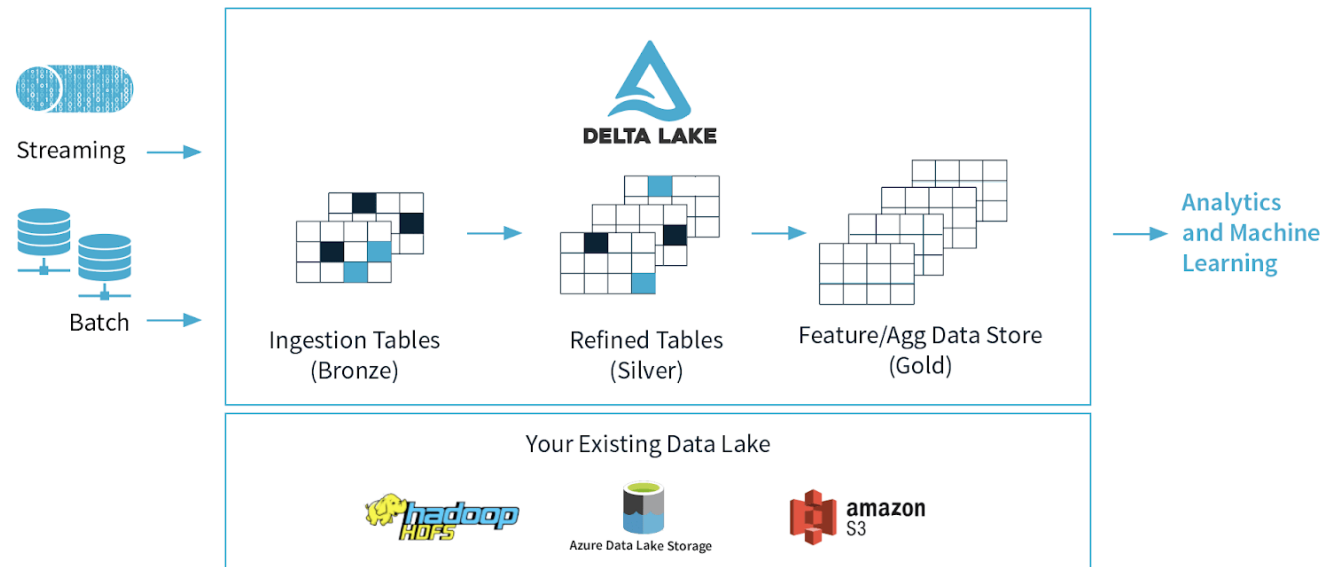 DELTA LAKE
Streaming
Batch
Ingestion Tables
(Bronze)
Refined Tables
(Silver)
Feature/Agg Data Store
(Gold)
Analytics
and Machine
Learning
Your Existing Data Lake
hadoop
HDFS
Azure Data Lake Storage
amazon
S3